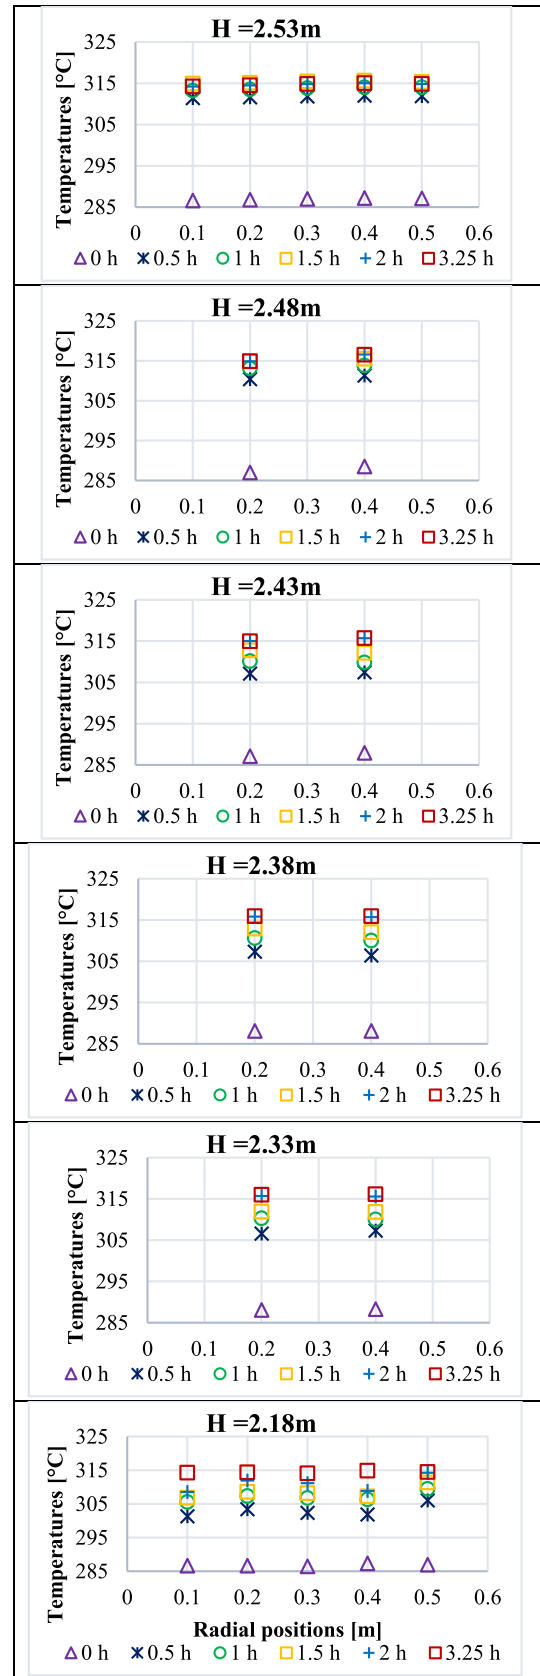 H =2.53m
Temperatures [°C]
325
315
305
295
285
0 0.1 0.2 0.3 0.4 0.5 0.6
0 h 0.5 h 1 h 1.5 h 2 h 3.25 h
H =2.48m
Temperatures [°C]
325
315
305
295
285
0 0.1 0.2 0.3 0.4 0.5 0.6
0 h 0.5 h 1 h 1.5 h 2 h 3.25 h
H =2.43m
Temperatures [°C]
325
315
305
295
285
0 0.1 0.2 0.3 0.4 0.5 0.6
0 h 0.5 h 1 h 1.5 h 2 h 3.25 h
H =2.38m
Temperatures [°C]
325
315
305
295
285
0 0.1 0.2 0.3 0.4 0.5 0.6
0 h 0.5 h 1 h 1.5 h 2 h 3.25 h
H =2.33m
Temperatures [°C]
325
315
305
295
285
0 0.1 0.2 0.3 0.4 0.5 0.6
0 h 0.5 h 1 h 1.5 h 2 h 3.25 h
H =2.18m
Temperatures [°C]
325
315
305
295
285
0 0.1 0.2 0.3 0.4 0.5 0.6
Radial positions [m]
0 h 0.5 h 1 h 1.5 h 2 h 3.25 h